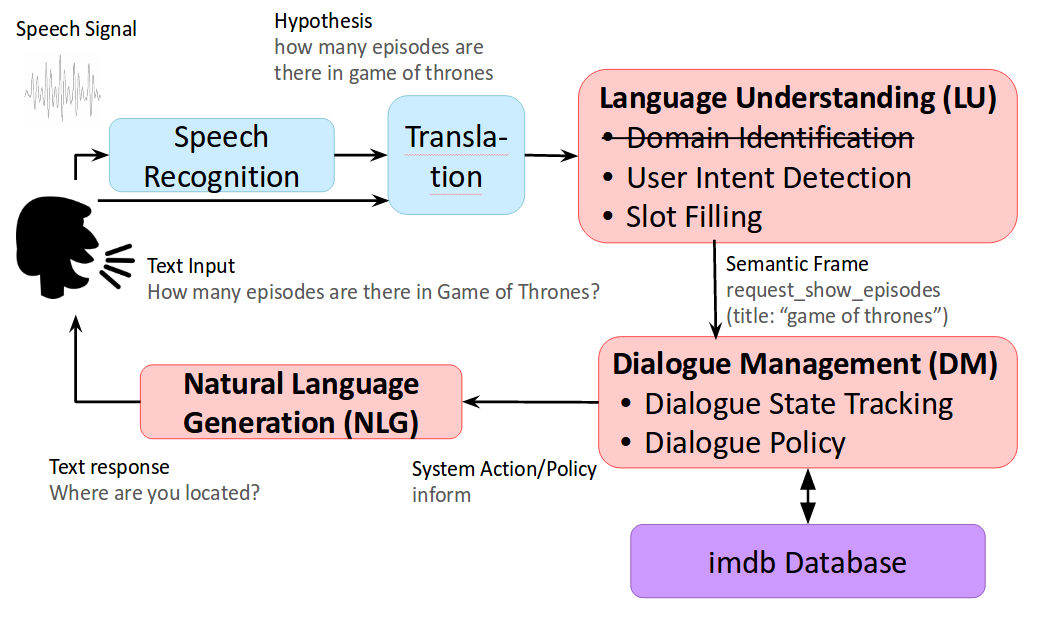 Speech Signal
Hypothesis
how many episodes are
there in game of thrones
Speech
Recognition
Transla-
tion
Language Understanding (LU)
• Domain Identification
• User Intent Detection
• Slot Filling
Text Input
How many episodes are there in Game of Thrones?
Semantic Frame
request_show_episodes
(title: “game of thrones”)
Dialogue Management (DM)
• Dialogue State Tracking
• Dialogue Policy
Natural Language
Generation (NLG)
Text response
Where are you located?
System Action/Policy
inform
imdb Database